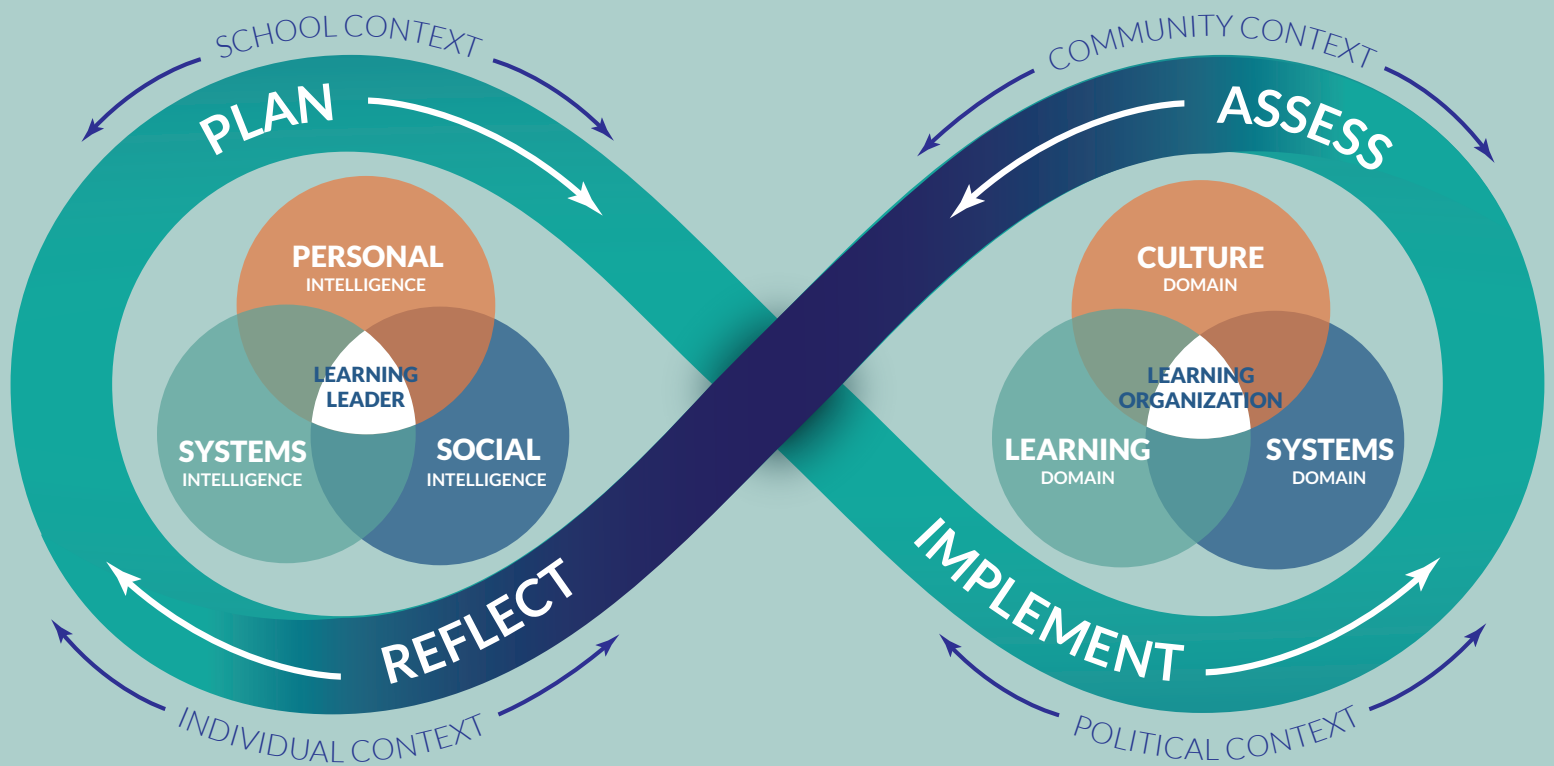 SCHOOL CONTEXT
COMMUNITY CONTEXT
PLAN
ASSESS
PERSONAL
INTELLIGENCE
LEARNING
LEADER
SYSTEMS
INTELLIGENCE
SOCIAL
INTELLIGENCE
CULTURE
DOMAIN
LEARNING
ORGANIZATION
LEARNING
DOMAIN
SYSTEMS
DOMAIN
REFLECT
IMPLEMENT
INDIVIDUAL CONTEXT
POLITICAL CONTEXT